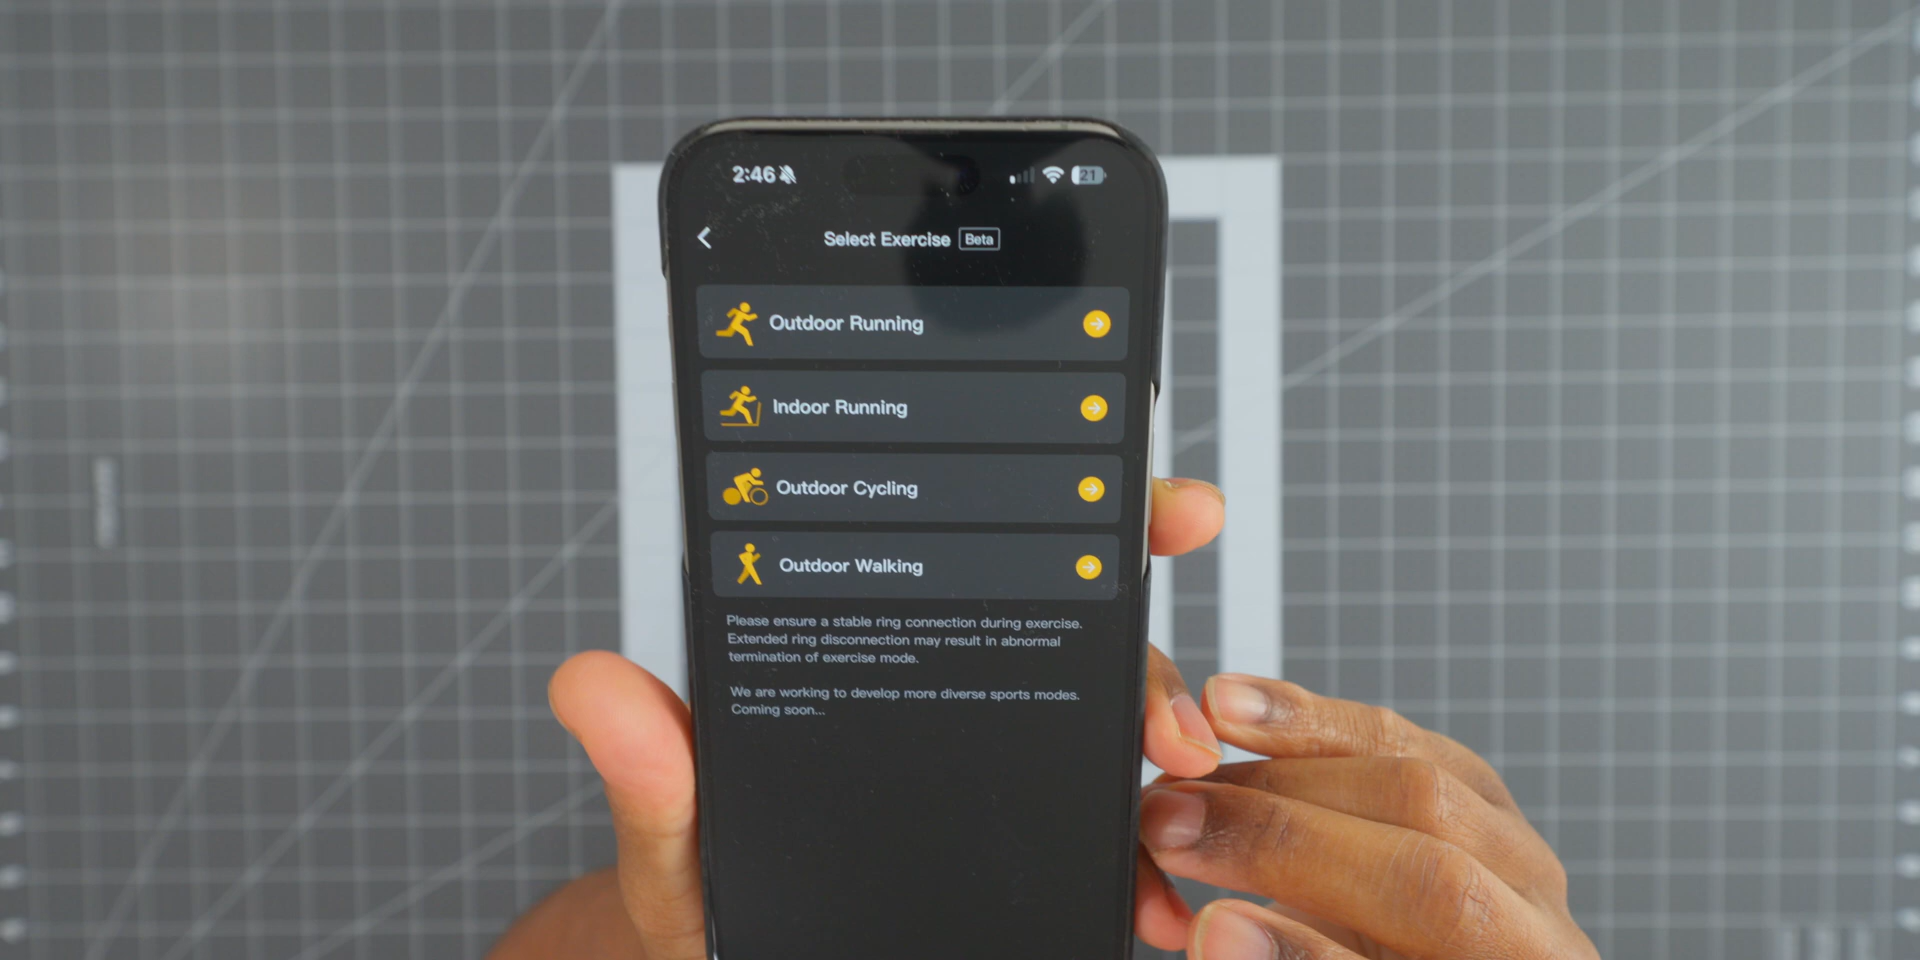 2:46
21
Select Exercise Beta
Outdoor Running
Indoor Running
Outdoor Cycling
Outdoor Walking
Please ensure a stable ring connection during exercise.
Extended ring disconnection may result in abnormal
termination of exercise mode.
We are working to develop more diverse sports modes.
Coming soon...